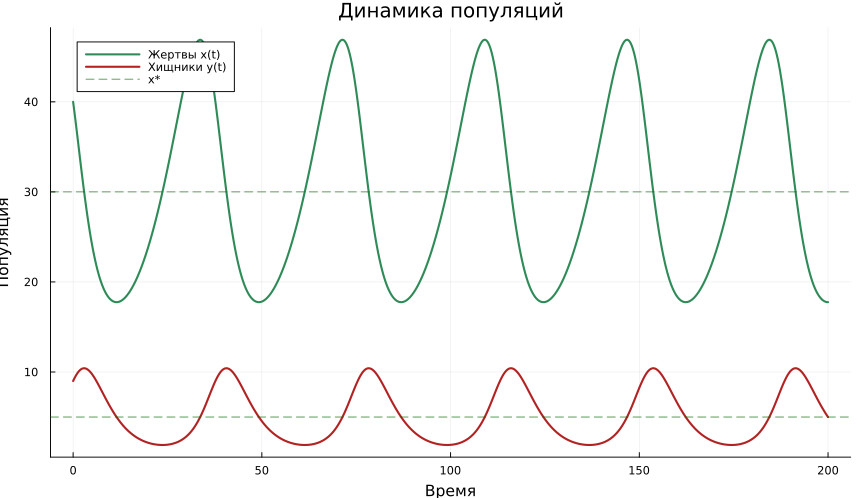 Динамика популяций
Жертвы x(t)
Хищники y(t)
x*
Популяция
40
30
20
10
0
50
100
150
200
Время